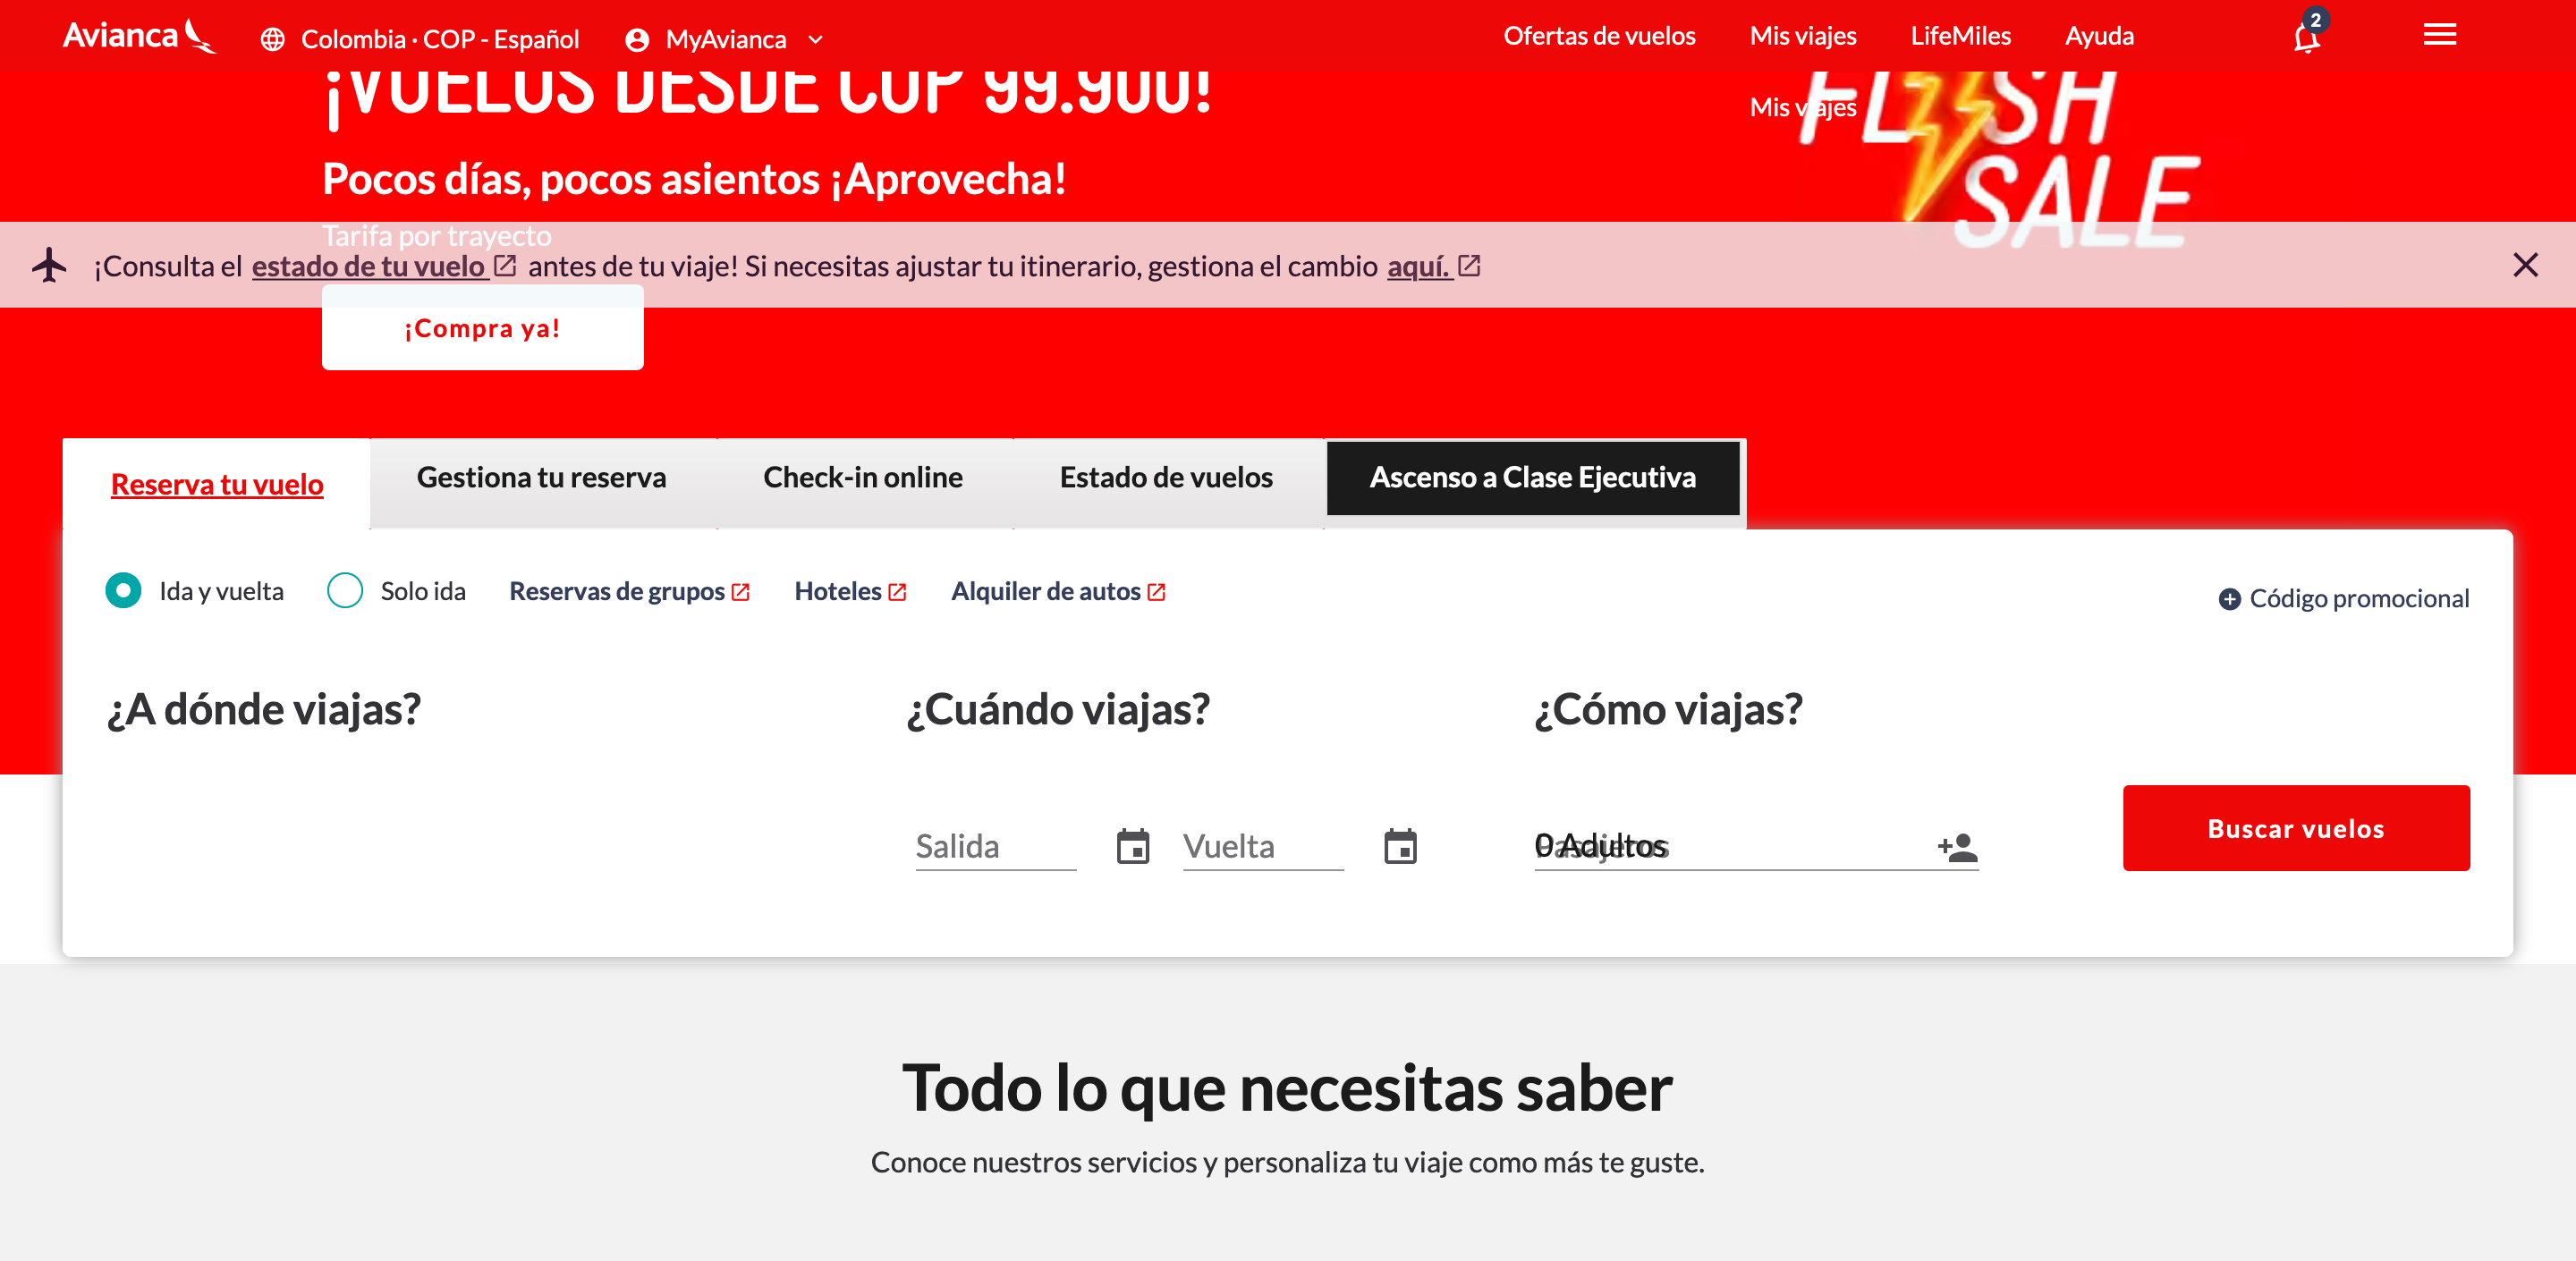 Avianca
Colombia · COP - Español
MyAvianca
Ofertas de vuelos
Mis viajes
LifeMiles
Ayuda
2
¡VUELOS DESDE COP 99.900!
Mis viajes
FLASH
SALE
Pocos días, pocos asientos ¡Aprovecha!
Tarifa por trayecto
¡Consulta el estado de tu vuelo antes de tu viaje! Si necesitas ajustar tu itinerario, gestiona el cambio aquí.
¡Compra ya!
Reserva tu vuelo
Gestiona tu reserva
Check-in online
Estado de vuelos
Ascenso a Clase Ejecutiva
Ida y vuelta
Solo ida
Reservas de grupos
Hoteles
Alquiler de autos
Código promocional
¿A dónde viajas?
¿Cuándo viajas?
¿Cómo viajas?
Salida
Vuelta
Pasajeros
0 Adultos
Buscar vuelos
Todo lo que necesitas saber
Conoce nuestros servicios y personaliza tu viaje como más te guste.